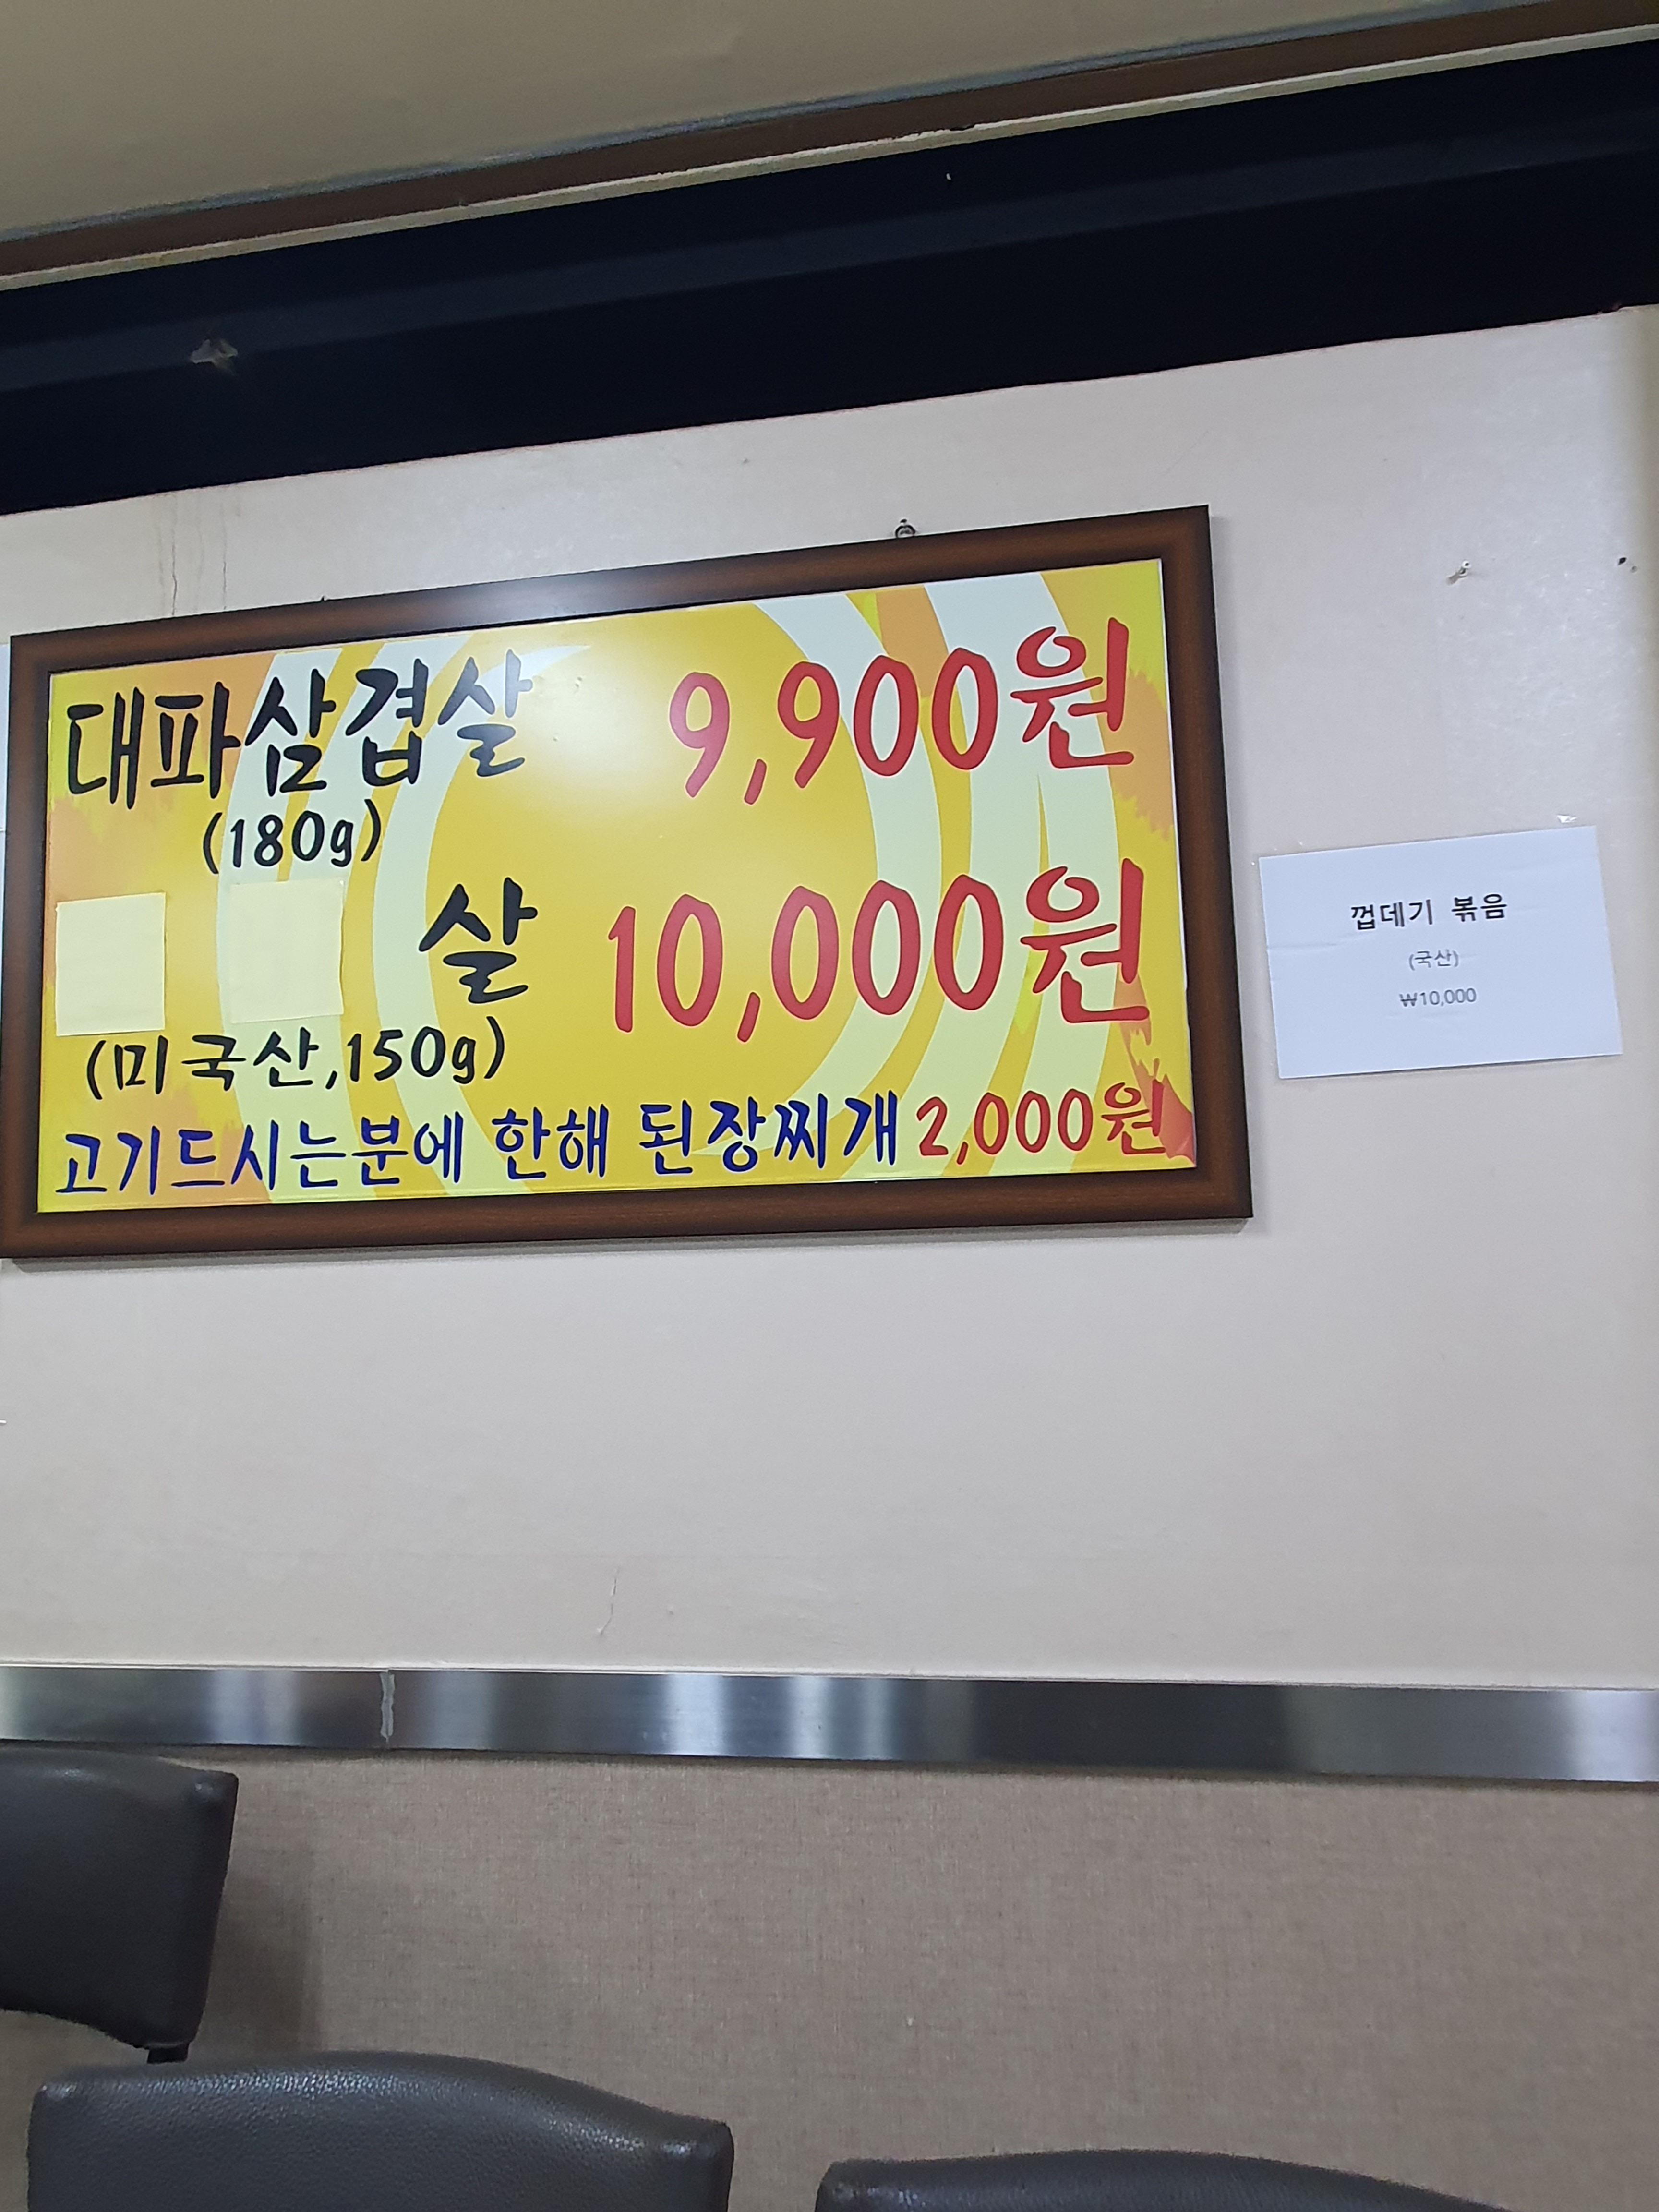 대파삼겹살 9,900원
(180g)
살 10,000원
(미국산,150g)
고기드시는분에 한해 된장찌개 2,000원
껍데기 볶음
(국산)
₩10,000